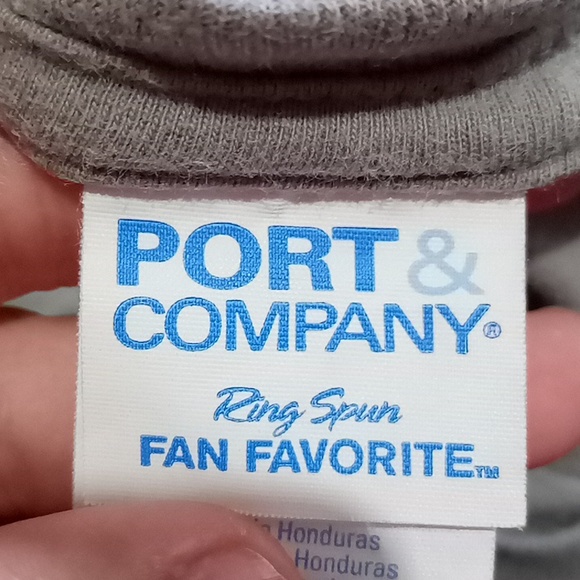 PORT &
COMPANY®
Ring Spun
FAN FAVORITE™
Honduras
Honduras